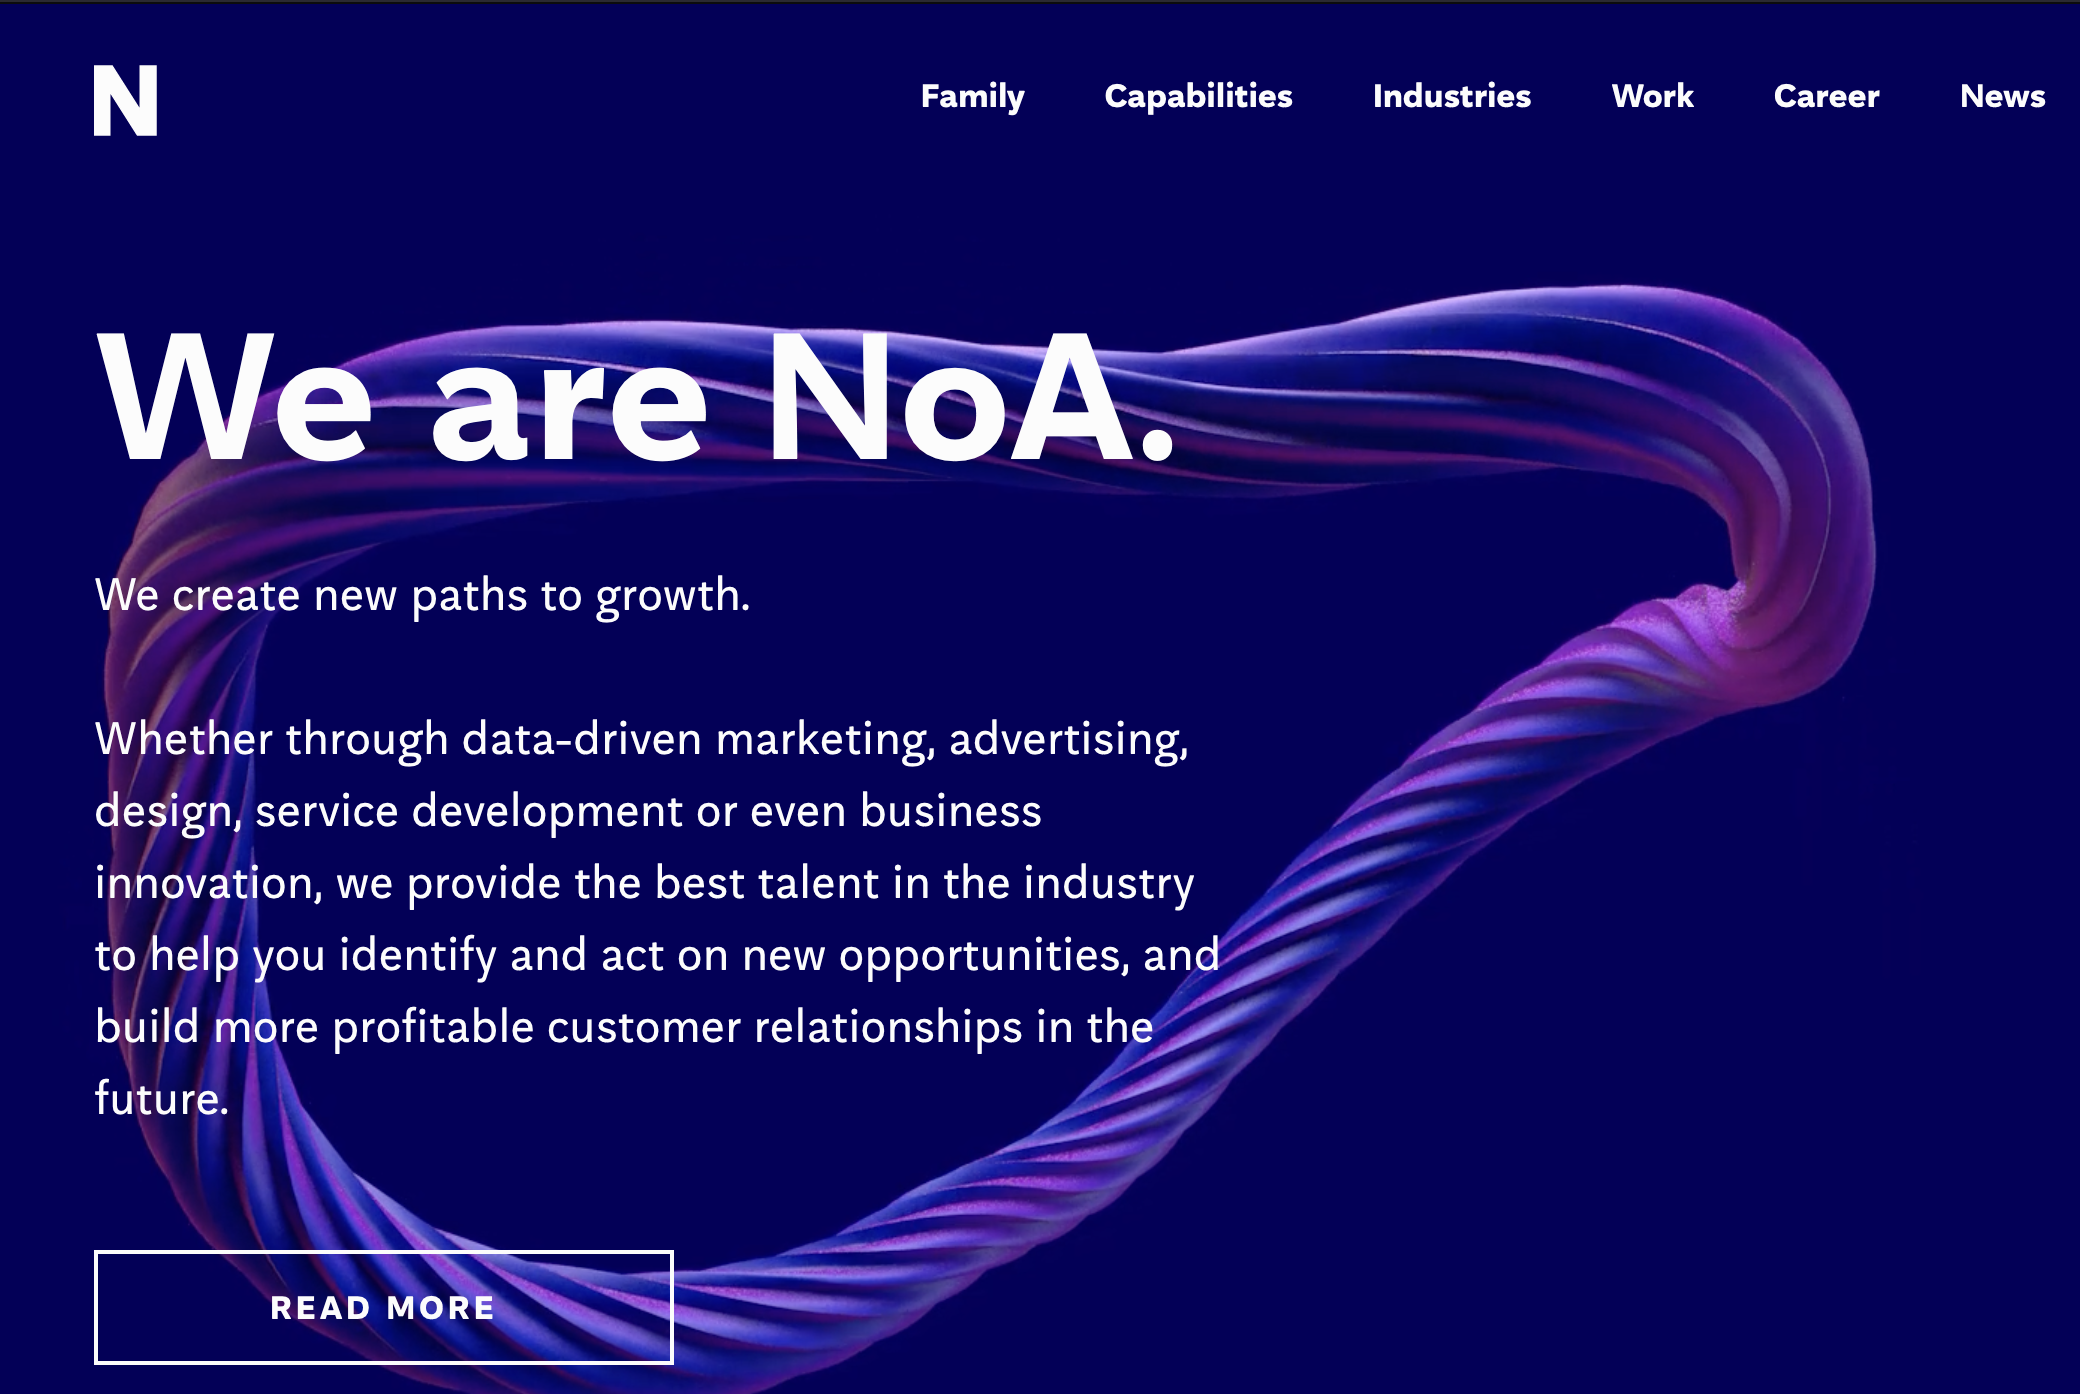 N
Family Capabilities Industries Work Career News
We are NoA.
We create new paths to growth.
Whether through data-driven marketing, advertising,
design, service development or even business
innovation, we provide the best talent in the industry
to help you identify and act on new opportunities, and
build more profitable customer relationships in the
future.
READ MORE